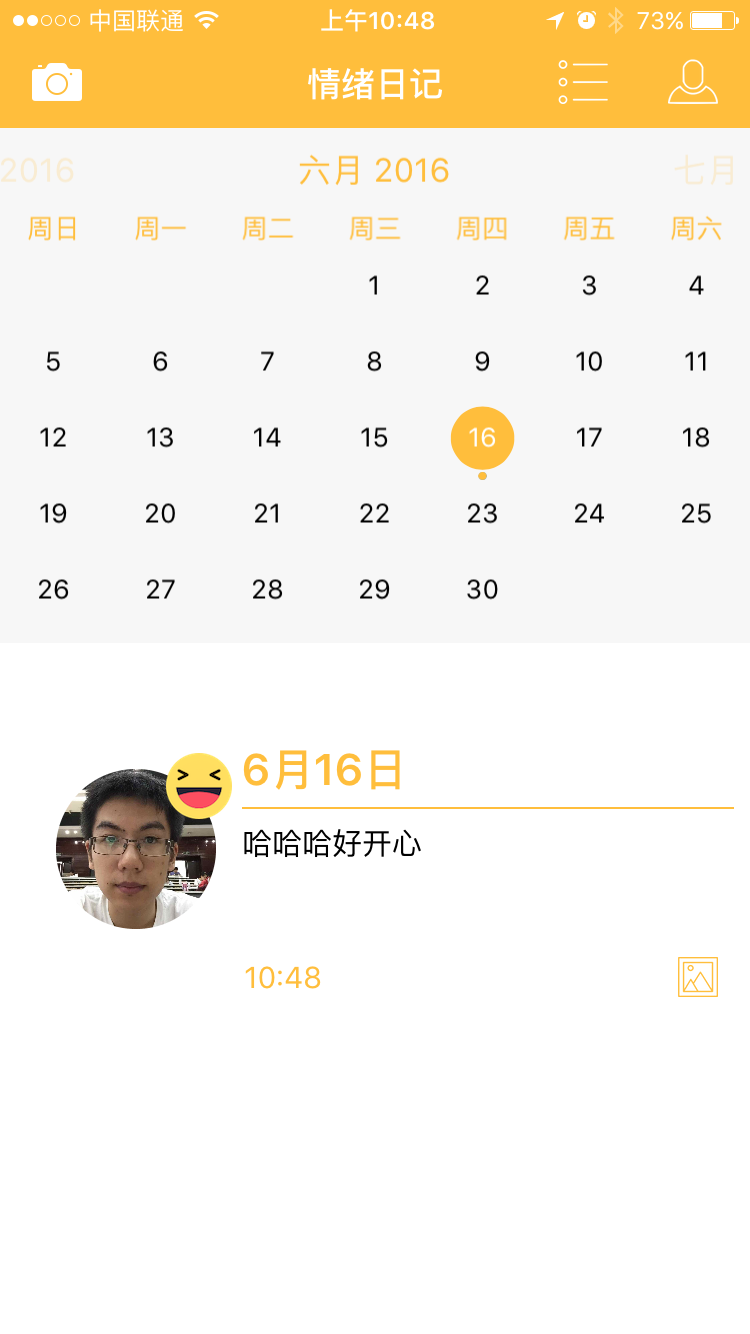 中国联通 上午10:48 73%
情绪日记
2016 六月 2016 七月
周日 周一 周二 周三 周四 周五 周六
1 2 3 4
5 6 7 8 9 10 11
12 13 14 15 16 17 18
19 20 21 22 23 24 25
26 27 28 29 30
6月16日
哈哈哈好开心
10:48